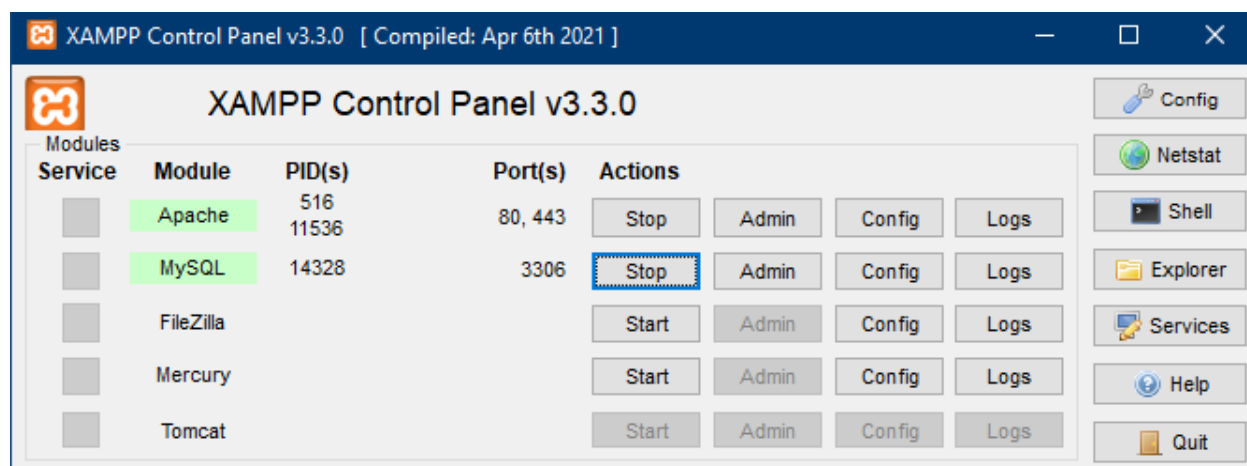 XAMPP Control Panel v3.3.0 [ Compiled: Apr 6th 2021 ]
XAMPP Control Panel v3.3.0
Modules
Service Module PID(s) Port(s) Actions
Apache 516 11536 80, 443 Stop Admin Config Logs
MySQL 14328 3306 Stop Admin Config Logs
FileZilla Start Admin Config Logs
Mercury Start Admin Config Logs
Tomcat Start Admin Config Logs
Config
Netstat
Shell
Explorer
Services
Help
Quit